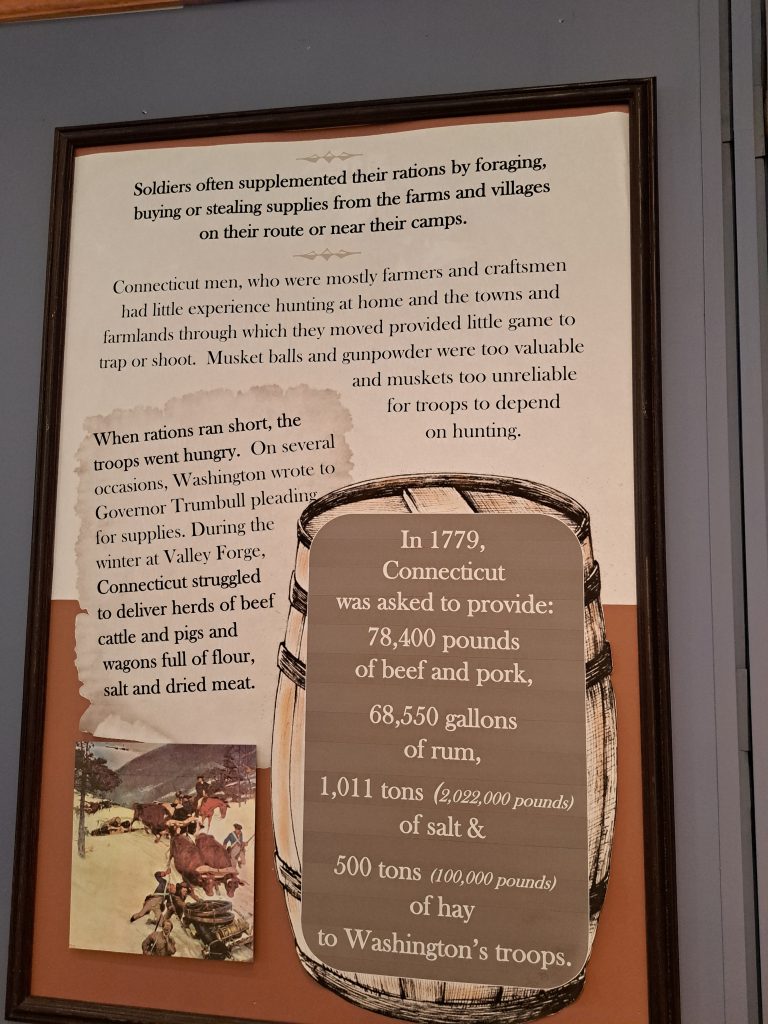 Soldiers often supplemented their rations by foraging,
buying or stealing supplies from the farms and villages
on their route or near their camps.
Connecticut men, who were mostly farmers and craftsmen
had little experience hunting at home and the towns and
farmlands through which they moved provided little game to
trap or shoot. Musket balls and gunpowder were too valuable
and muskets too unreliable
for troops to depend
on hunting.
When rations ran short, the
troops went hungry. On several
occasions, Washington wrote to
Governor Trumbull pleading
for supplies. During the
winter at Valley Forge,
Connecticut struggled
to deliver herds of beef
cattle and pigs and
wagons full of flour,
salt and dried meat.
In 1779,
Connecticut
was asked to provide:
78,400 pounds
of beef and pork,
68,550 gallons
of rum,
1,011 tons (2,022,000 pounds)
of salt &
500 tons (100,000 pounds)
of hay
to Washington's troops.